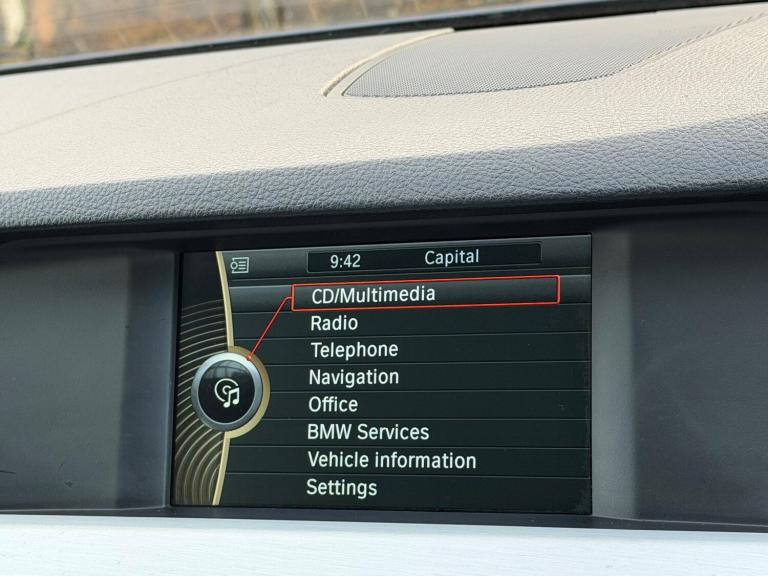 9:42 Capital
CD/Multimedia
Radio
Telephone
Navigation
Office
BMW Services
Vehicle information
Settings